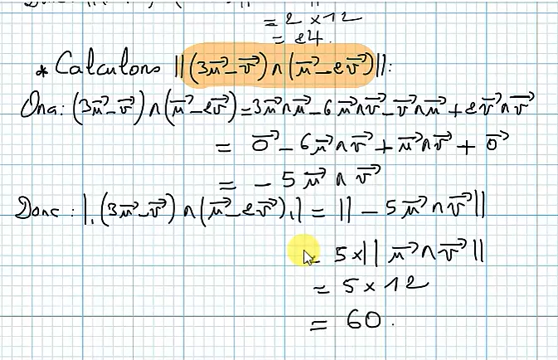 = 2 × 12
= 24.
* Calculons ||(3u⃗-v⃗)∧(u⃗-2v⃗)||:
Ona: (3u⃗-v⃗)∧(u⃗-2v⃗)=3u⃗∧u⃗-6u⃗∧v⃗-v⃗∧u⃗+2v⃗∧v⃗
= 0⃗-6u⃗∧v⃗+u⃗∧v⃗+0⃗
= -5u⃗∧v⃗
Donc: ||(3u⃗-v⃗)∧(u⃗-2v⃗)|| = ||-5u⃗∧v⃗||
= 5×||u⃗∧v⃗||
= 5×12
= 60.